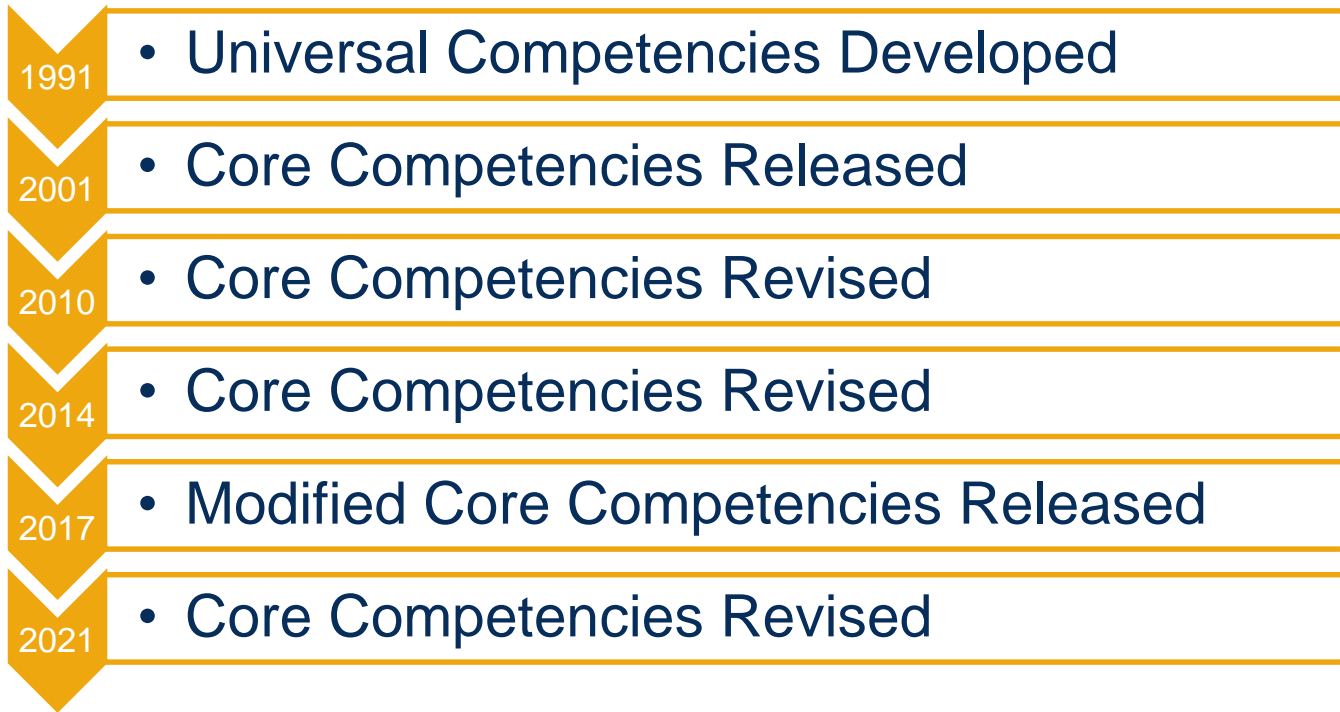 1991
• Universal Competencies Developed
2001
• Core Competencies Released
2010
• Core Competencies Revised
2014
• Core Competencies Revised
2017
• Modified Core Competencies Released
2021
• Core Competencies Revised